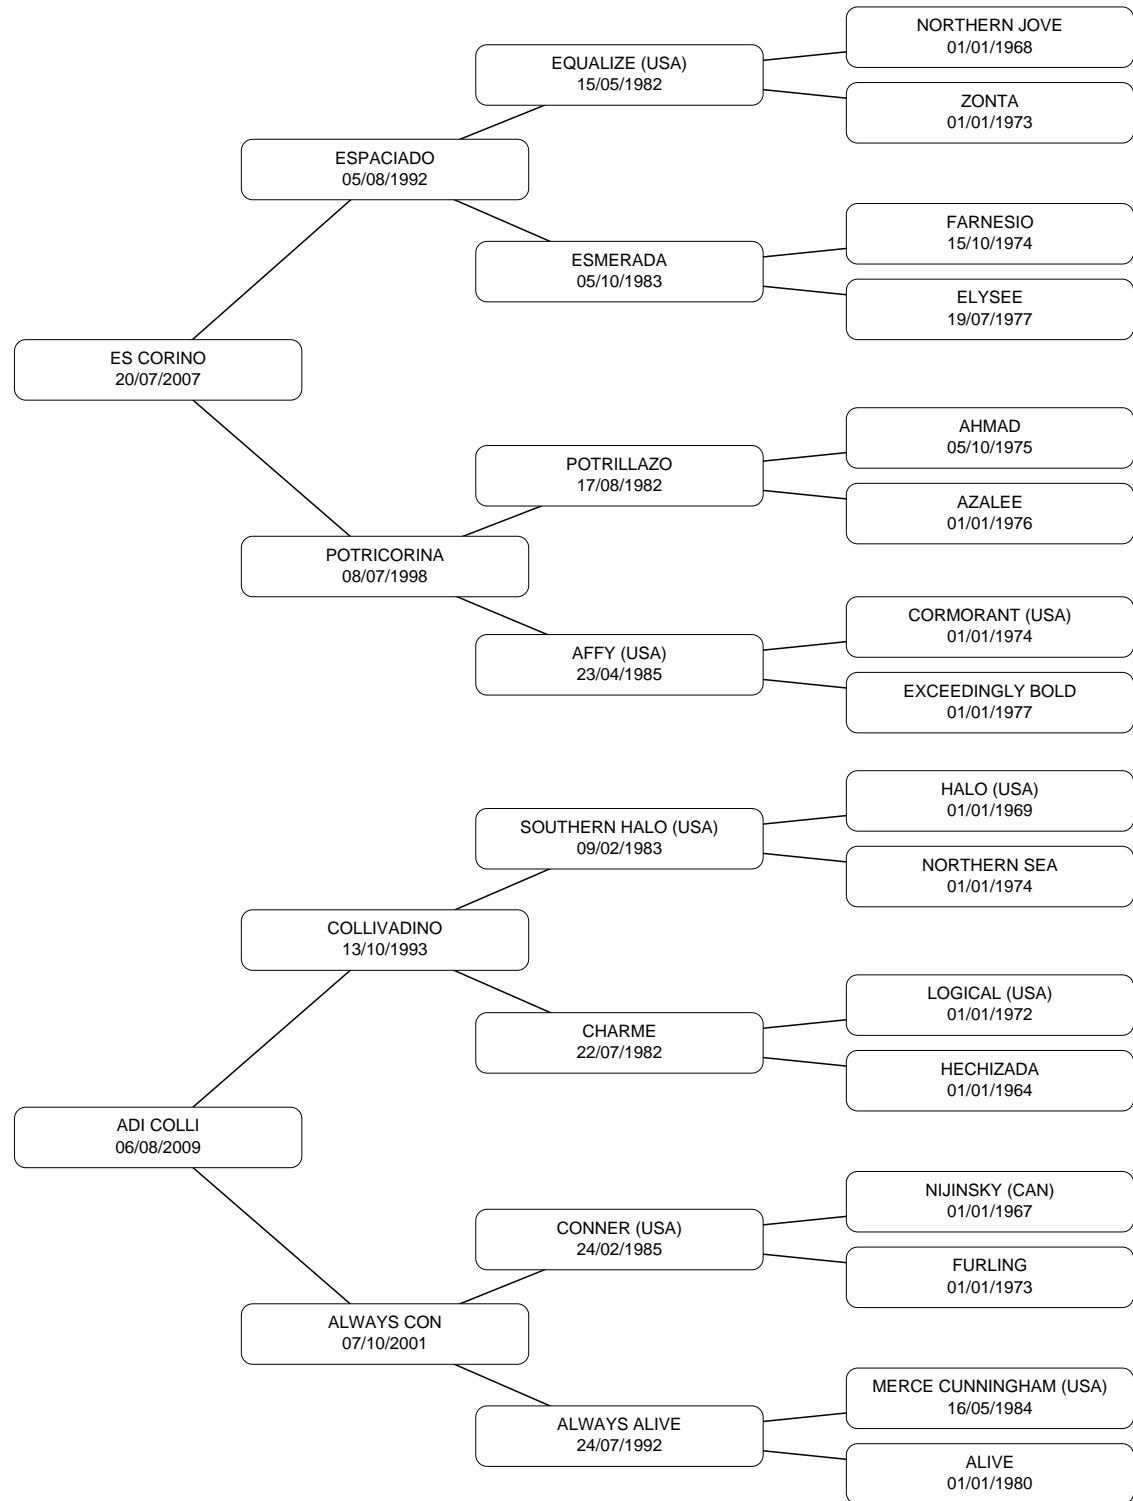 NORTHERN JOVE
01/01/1968
EQUALIZE (USA)
15/05/1982
ZONTA
01/01/1973
ESPACIADO
05/08/1992
FARNESIO
15/10/1974
ESMERADA
05/10/1983
ELYSEE
19/07/1977
ES CORINO
20/07/2007
AHMAD
05/10/1975
POTRILLAZO
17/08/1982
AZALEE
01/01/1976
POTRICORINA
08/07/1998
CORMORANT (USA)
01/01/1974
AFFY (USA)
23/04/1985
EXCEEDINGLY BOLD
01/01/1977
HALO (USA)
01/01/1969
SOUTHERN HALO (USA)
09/02/1983
NORTHERN SEA
01/01/1974
COLLIVADINO
13/10/1993
LOGICAL (USA)
01/01/1972
CHARME
22/07/1982
HECHIZADA
01/01/1964
ADI COLLI
06/08/2009
NIJINSKY (CAN)
01/01/1967
CONNER (USA)
24/02/1985
FURLING
01/01/1973
ALWAYS CON
07/10/2001
MERCE CUNNINGHAM (USA)
16/05/1984
ALWAYS ALIVE
24/07/1992
ALIVE
01/01/1980